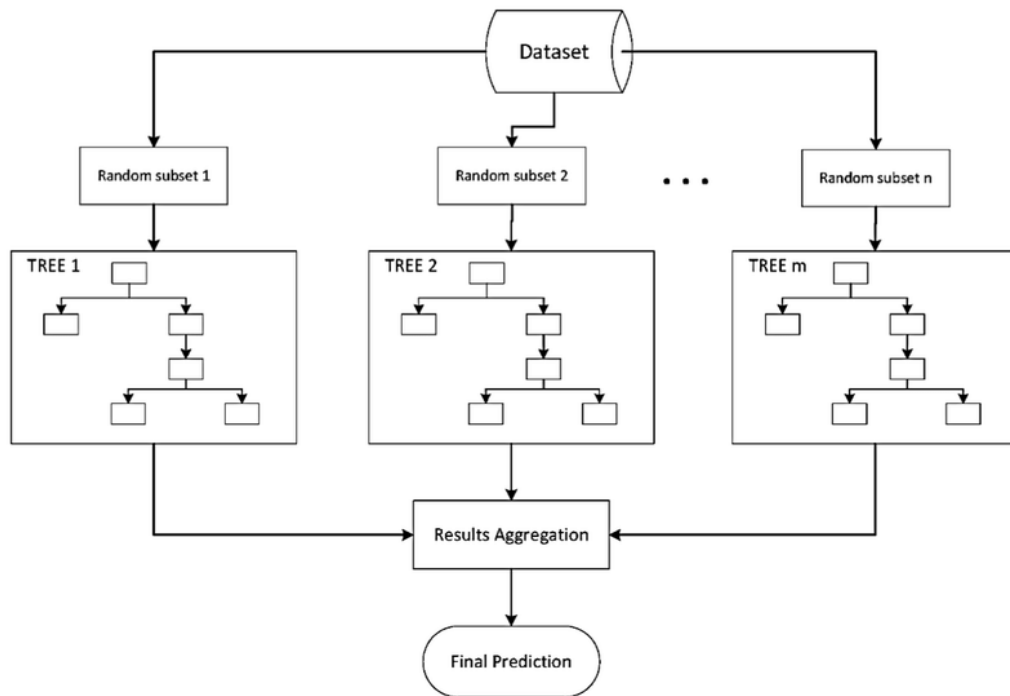 Dataset
Random subset 1
Random subset 2
• • •
Random subset n
TREE 1
TREE 2
TREE m
Results Aggregation
Final Prediction